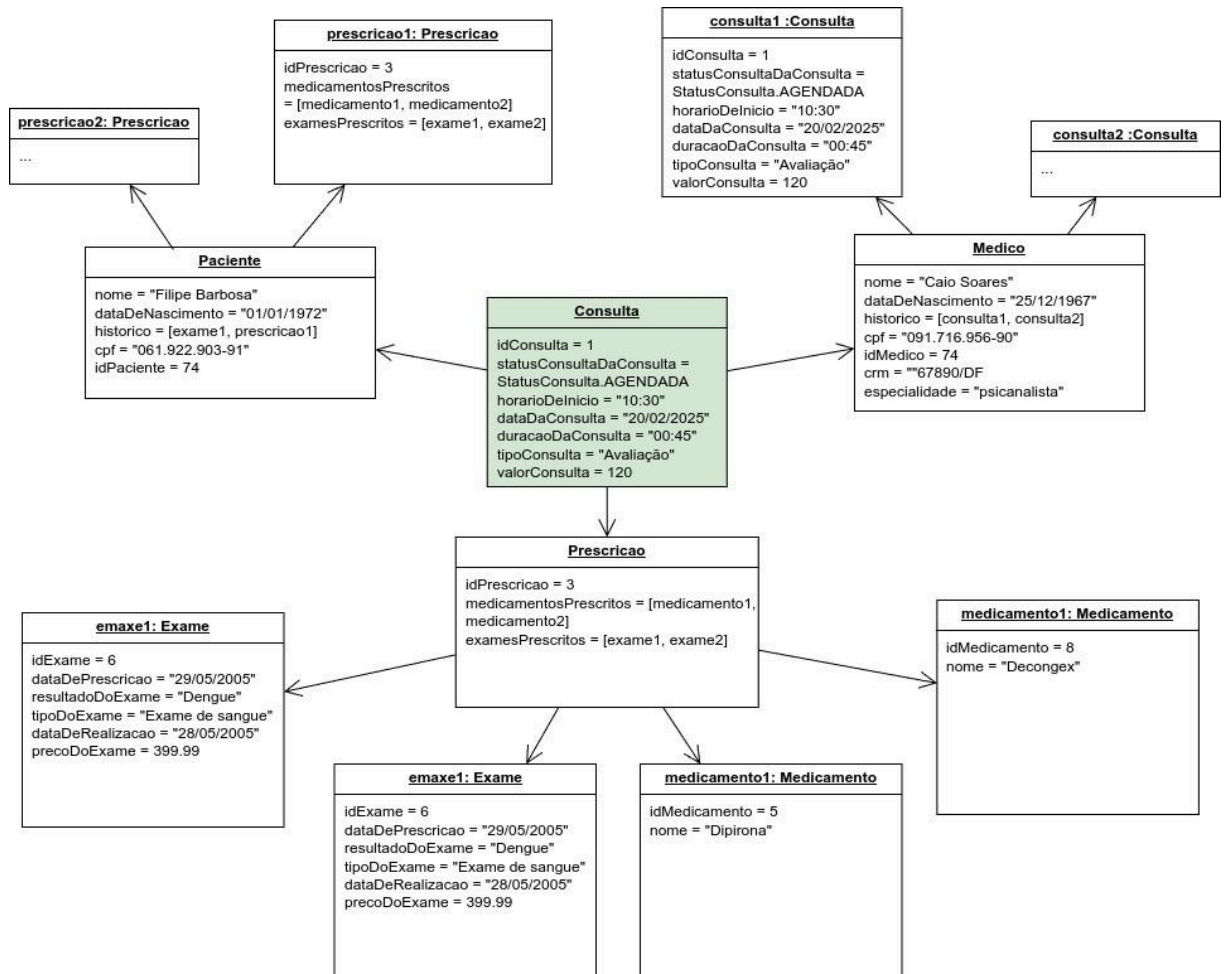 prescricao1: Prescricao
idPrescricao = 3
medicamentosPrescritos
= [medicamento1, medicamento2]
examesPrescritos = [exame1, exame2]
consulta1 :Consulta
idConsulta = 1
statusConsultaDaConsulta =
StatusConsulta.AGENDADA
horarioDeInicio = "10:30"
dataDaConsulta = "20/02/2025"
duracaoDaConsulta = "00:45"
tipoConsulta = "Avaliação"
valorConsulta = 120
prescricao2: Prescricao
...
consulta2 :Consulta
...
Paciente
nome = "Filipe Barbosa"
dataDeNascimento = "01/01/1972"
historico = [exame1, prescricao1]
cpf = "061.922.903-91"
idPaciente = 74
Medico
nome = "Caio Soares"
dataDeNascimento = "25/12/1967"
historico = [consulta1, consulta2]
cpf = "091.716.956-90"
idMedico = 74
crm = ""67890/DF
especialidade = "psicanalista"
Consulta
idConsulta = 1
statusConsultaDaConsulta =
StatusConsulta.AGENDADA
horarioDeInicio = "10:30"
dataDaConsulta = "20/02/2025"
duracaoDaConsulta = "00:45"
tipoConsulta = "Avaliação"
valorConsulta = 120
Prescricao
idPrescricao = 3
medicamentosPrescritos = [medicamento1,
medicamento2]
examesPrescritos = [exame1, exame2]
emaxe1: Exame
idExame = 6
dataDePrescricao = "29/05/2005"
resultadoDoExame = "Dengue"
tipoDoExame = "Exame de sangue"
dataDeRealizacao = "28/05/2005"
precoDoExame = 399.99
medicamento1: Medicamento
idMedicamento = 8
nome = "Decongex"
emaxe1: Exame
idExame = 6
dataDePrescricao = "29/05/2005"
resultadoDoExame = "Dengue"
tipoDoExame = "Exame de sangue"
dataDeRealizacao = "28/05/2005"
precoDoExame = 399.99
medicamento1: Medicamento
idMedicamento = 5
nome = "Dipirona"